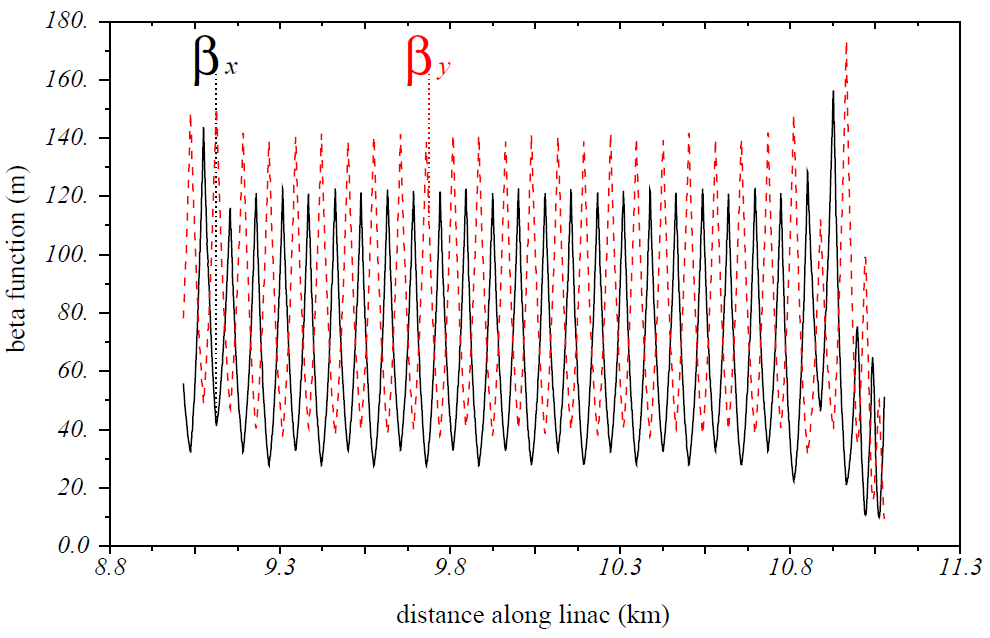 180.
βx
βy
160.
140.
120.
100.
80.
60.
40.
20.
0.0
beta function (m)
8.8 9.3 9.8 10.3 10.8 11.3
distance along linac (km)